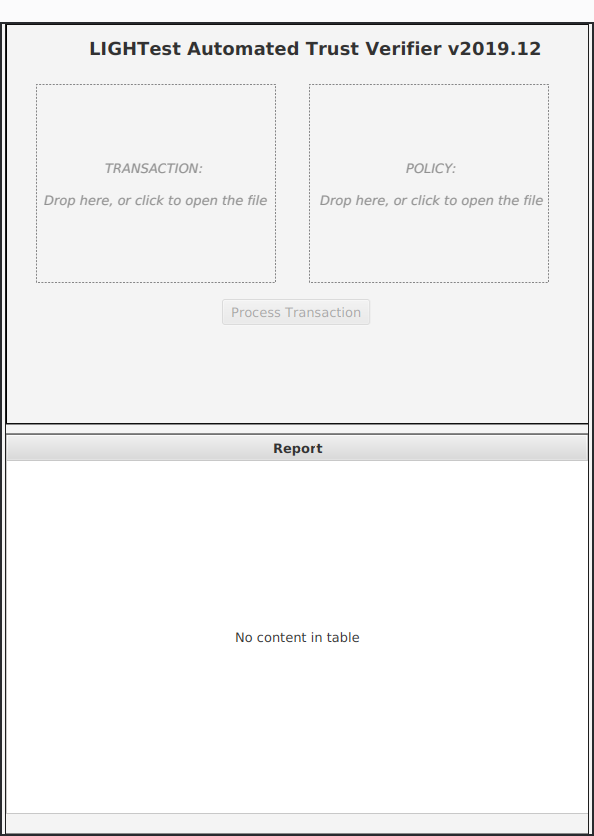 LIGHTest Automated Trust Verifier v2019.12
TRANSACTION:
Drop here, or click to open the file
POLICY:
Drop here, or click to open the file
Process Transaction
Report
No content in table